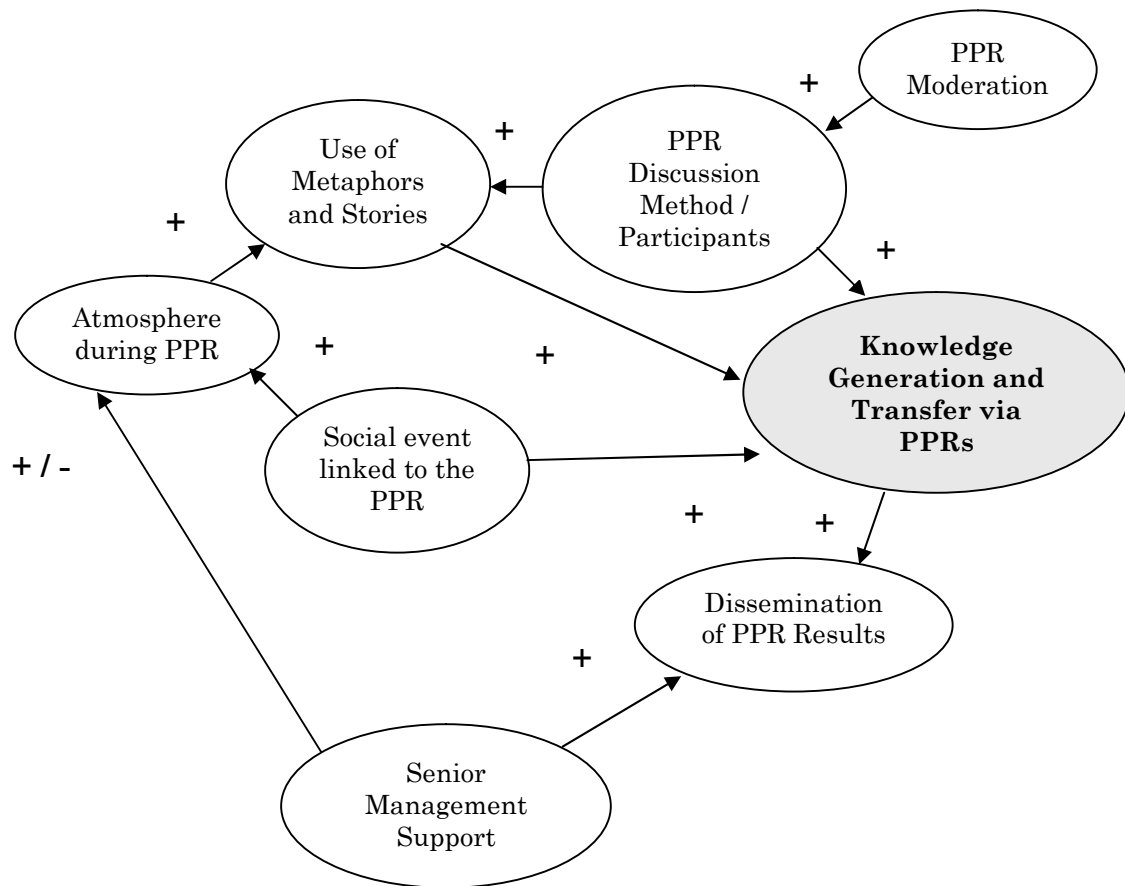 PPR
Moderation
+
+
Use of
Metaphors
and Stories
PPR
Discussion
Method /
Participants
+
+
Atmosphere
during PPR
+
+
Knowledge
Generation and
Transfer via
PPRs
Social event
linked to the
PPR
+ / -
+
+
Dissemination
of PPR Results
+
Senior
Management
Support